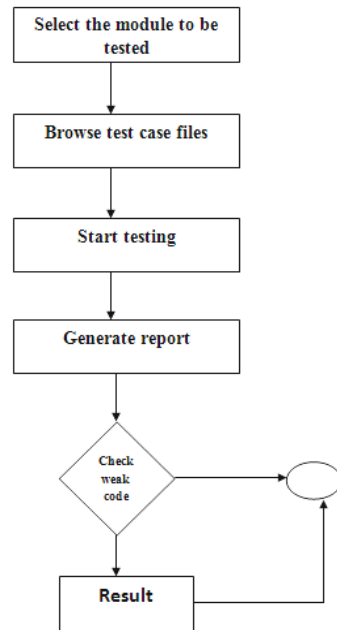 Select the module to be
tested
Browse test case files
Start testing
Generate report
Check
weak
code
Result